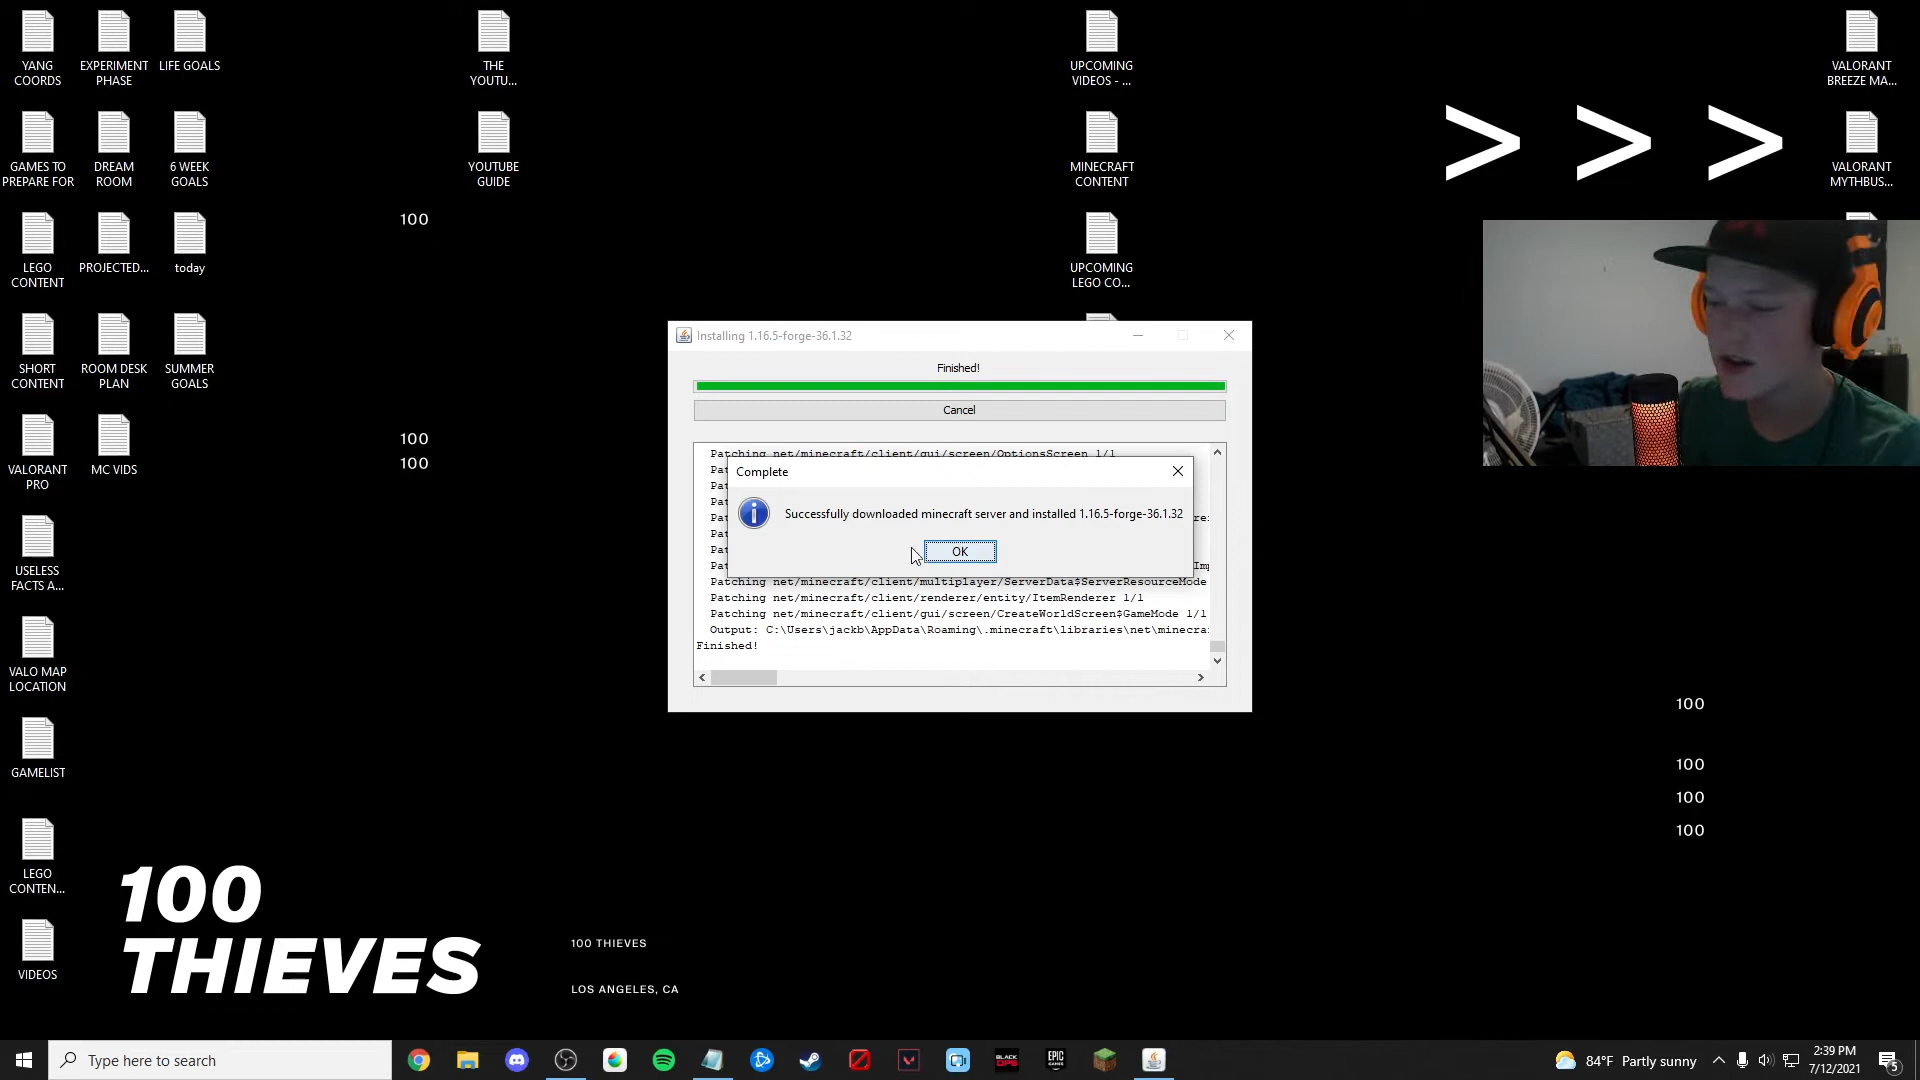 YANG
COORDS
EXPERIMENT
PHASE
LIFE GOALS
THE
YOUTU...
UPCOMING
VIDEOS - ...
VALORANT
BREEZE MA...
> > >
GAMES TO
PREPARE FOR
DREAM
ROOM
6 WEEK
GOALS
YOUTUBE
GUIDE
MINECRAFT
CONTENT
VALORANT
MYTHBUS...
100
LEGO
CONTENT
PROJECTED...
today
UPCOMING
LEGO CO...
SHORT
CONTENT
ROOM DESK
PLAN
SUMMER
GOALS
100
100
VALORANT
PRO
MC VIDS
USELESS
FACTS A...
VALO MAP
LOCATION
GAMELIST
LEGO
CONTEN...
VIDEOS
Installing 1.16.5-forge-36.1.32
Finished!
Cancel
Patching net/minecraft/client/gui/screen/OptionsScreen 1/1
Complete
Successfully downloaded minecraft server and installed 1.16.5-forge-36.1.32
OK
Patching net/minecraft/client/multiplayer/ServerData$ServerResourceMode
Patching net/minecraft/client/renderer/entity/ItemRenderer 1/1
Patching net/minecraft/client/gui/screen/CreateWorldScreen$GameMode 1/1
Output: C:\Users\jackb\AppData\Roaming\.minecraft\libraries\net\minecra
Finished!
100
100
100
100
100
THIEVES
100 THIEVES
LOS ANGELES, CA
Type here to search
BLACK
OPS
EPIC
GAMES
84°F Partly sunny
2:39 PM
7/12/2021
5